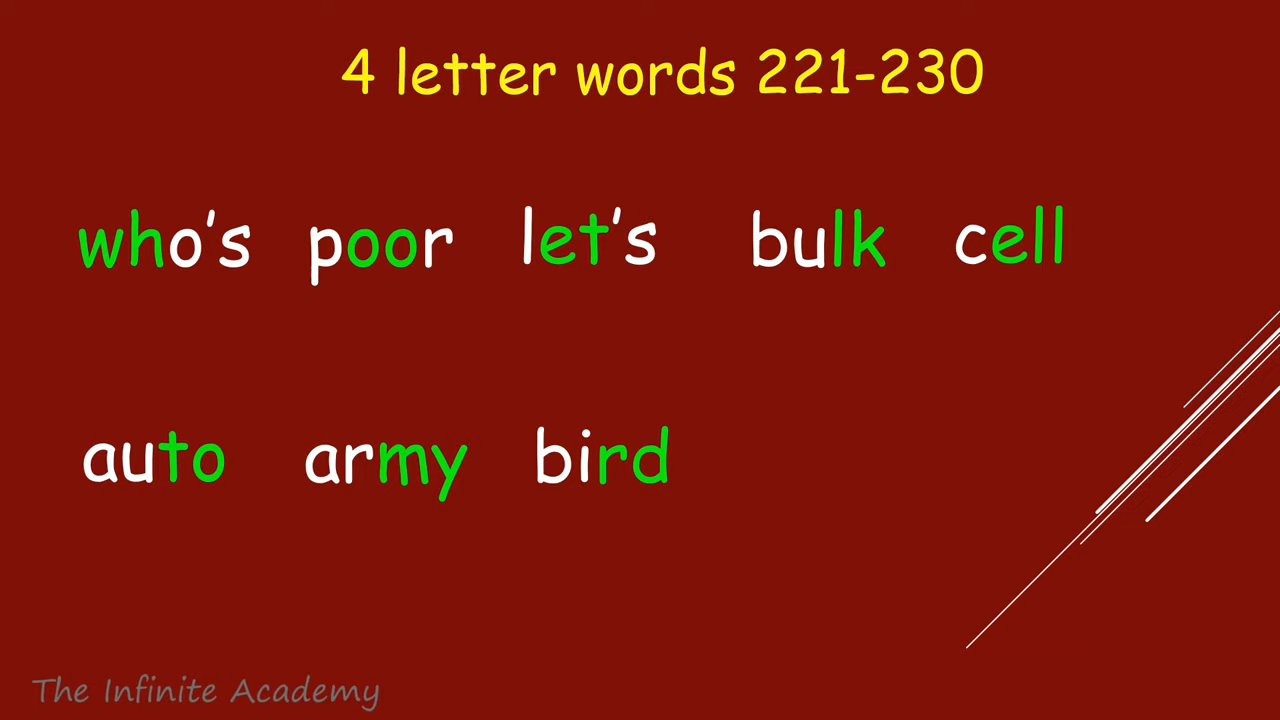 4 letter words 221-230
who's poor let's bulk cell
auto army bird
The Infinite Academy